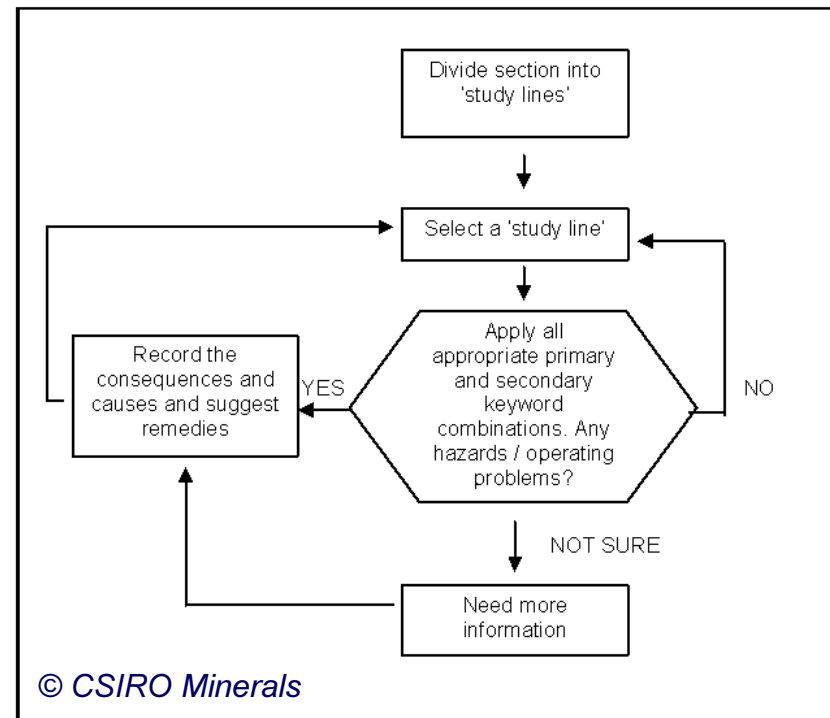 Divide section into
'study lines'
Select a 'study line'
Apply all
appropriate primary
and secondary
keyword
combinations. Any
hazards / operating
problems?
YES
NO
Record the
consequences and
causes and suggest
remedies
NOT SURE
Need more
information
© CSIRO Minerals